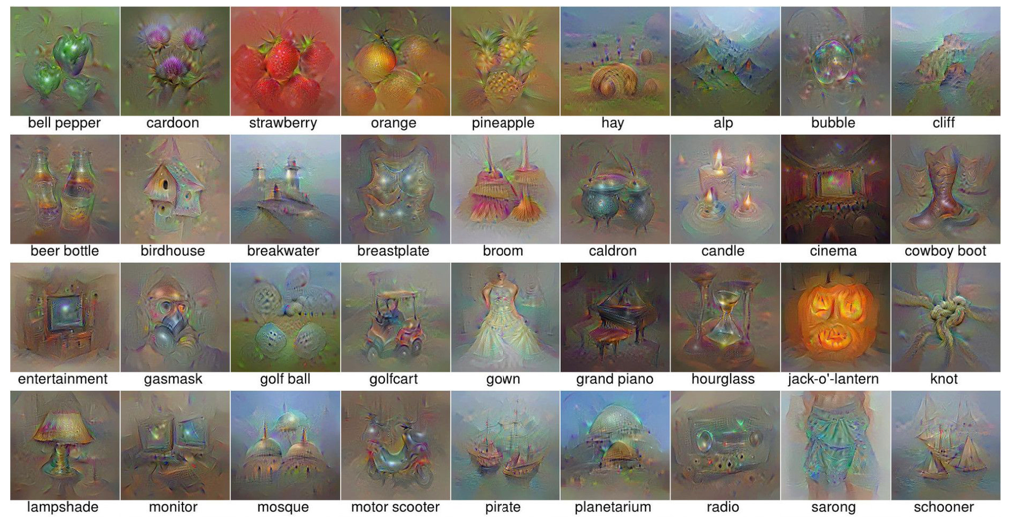 bell pepper cardoon strawberry orange pineapple hay alp bubble cliff
beer bottle birdhouse breakwater breastplate broom caldron candle cinema cowboy boot
entertainment gasmask golf ball golfcart gown grand piano hourglass jack-o'-lantern knot
lampshade monitor mosque motor scooter pirate planetarium radio sarong schooner